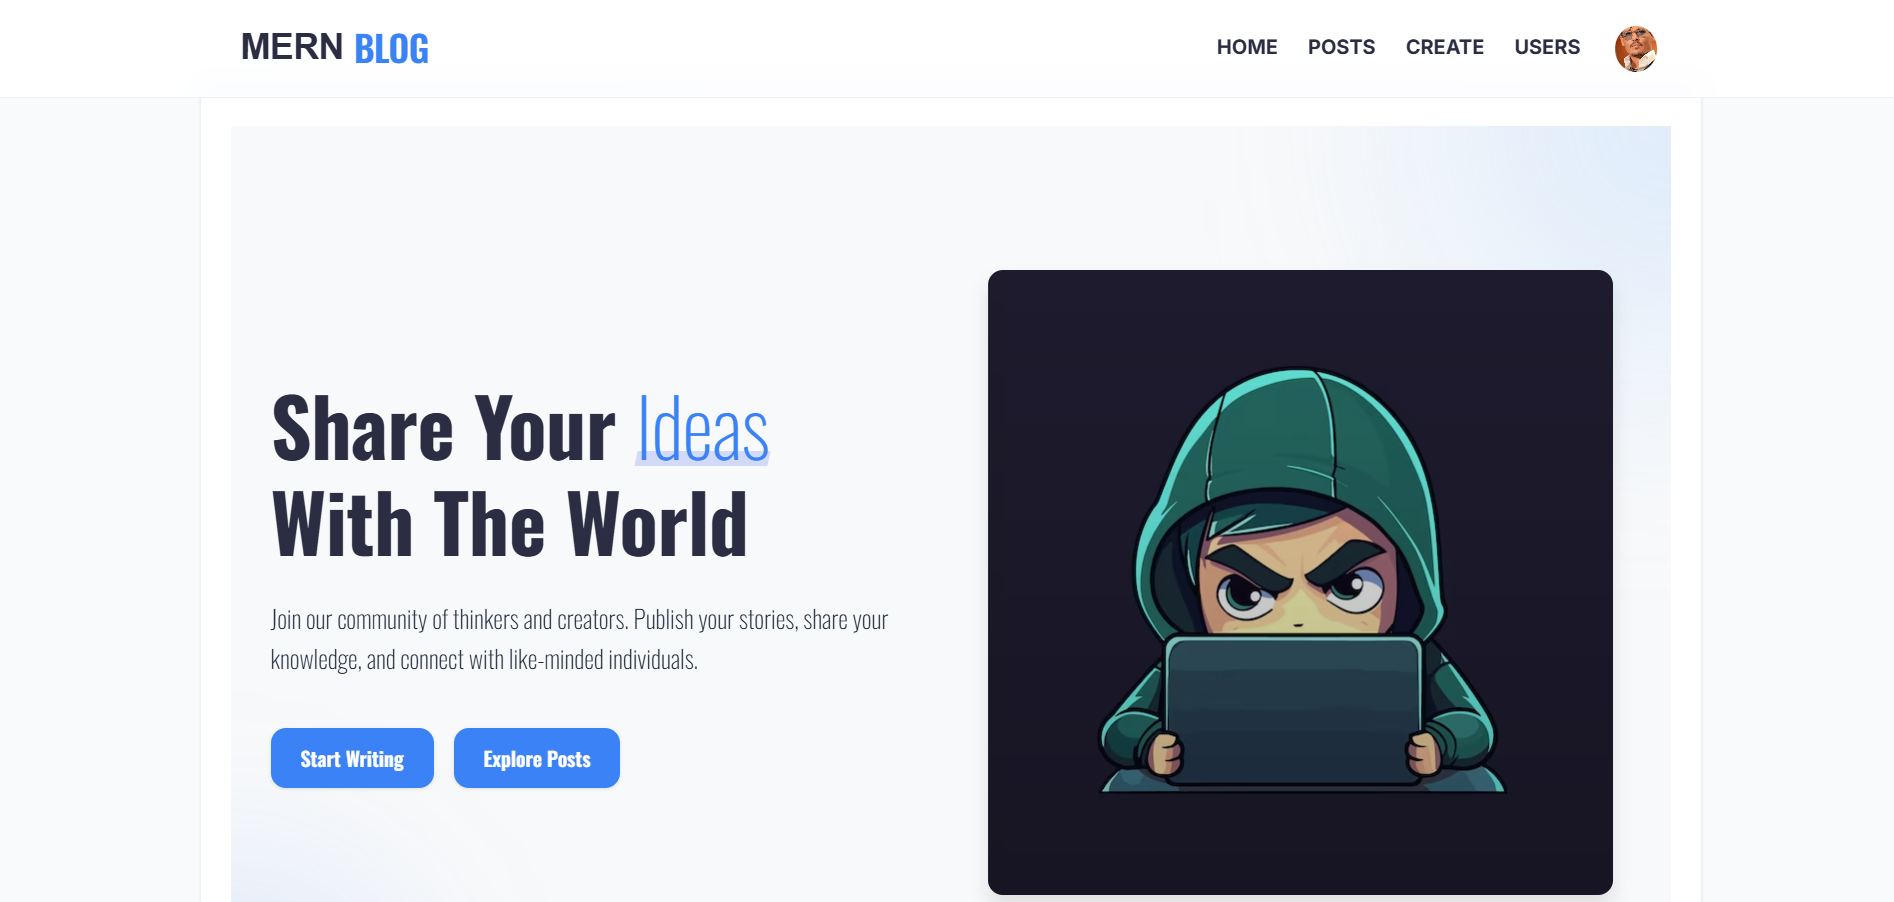 MERN BLOG
HOME POSTS CREATE USERS
Share Your Ideas
With The World
Join our community of thinkers and creators. Publish your stories, share your
knowledge, and connect with like-minded individuals.
Start Writing
Explore Posts